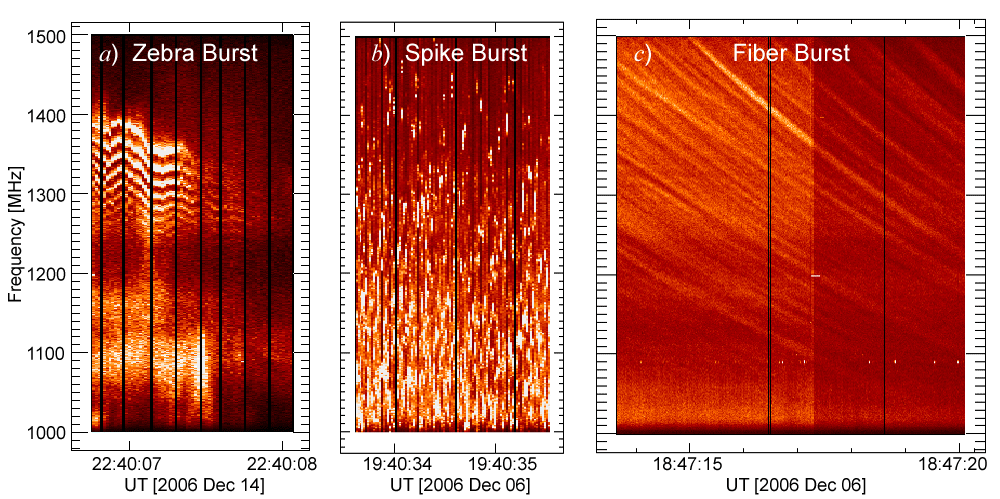 a) Zebra Burst
b) Spike Burst
c) Fiber Burst
Frequency [MHz]
1500
1400
1300
1200
1100
1000
22:40:07 22:40:08
UT [2006 Dec 14]
19:40:34 19:40:35
UT [2006 Dec 06]
18:47:15 18:47:20
UT [2006 Dec 06]